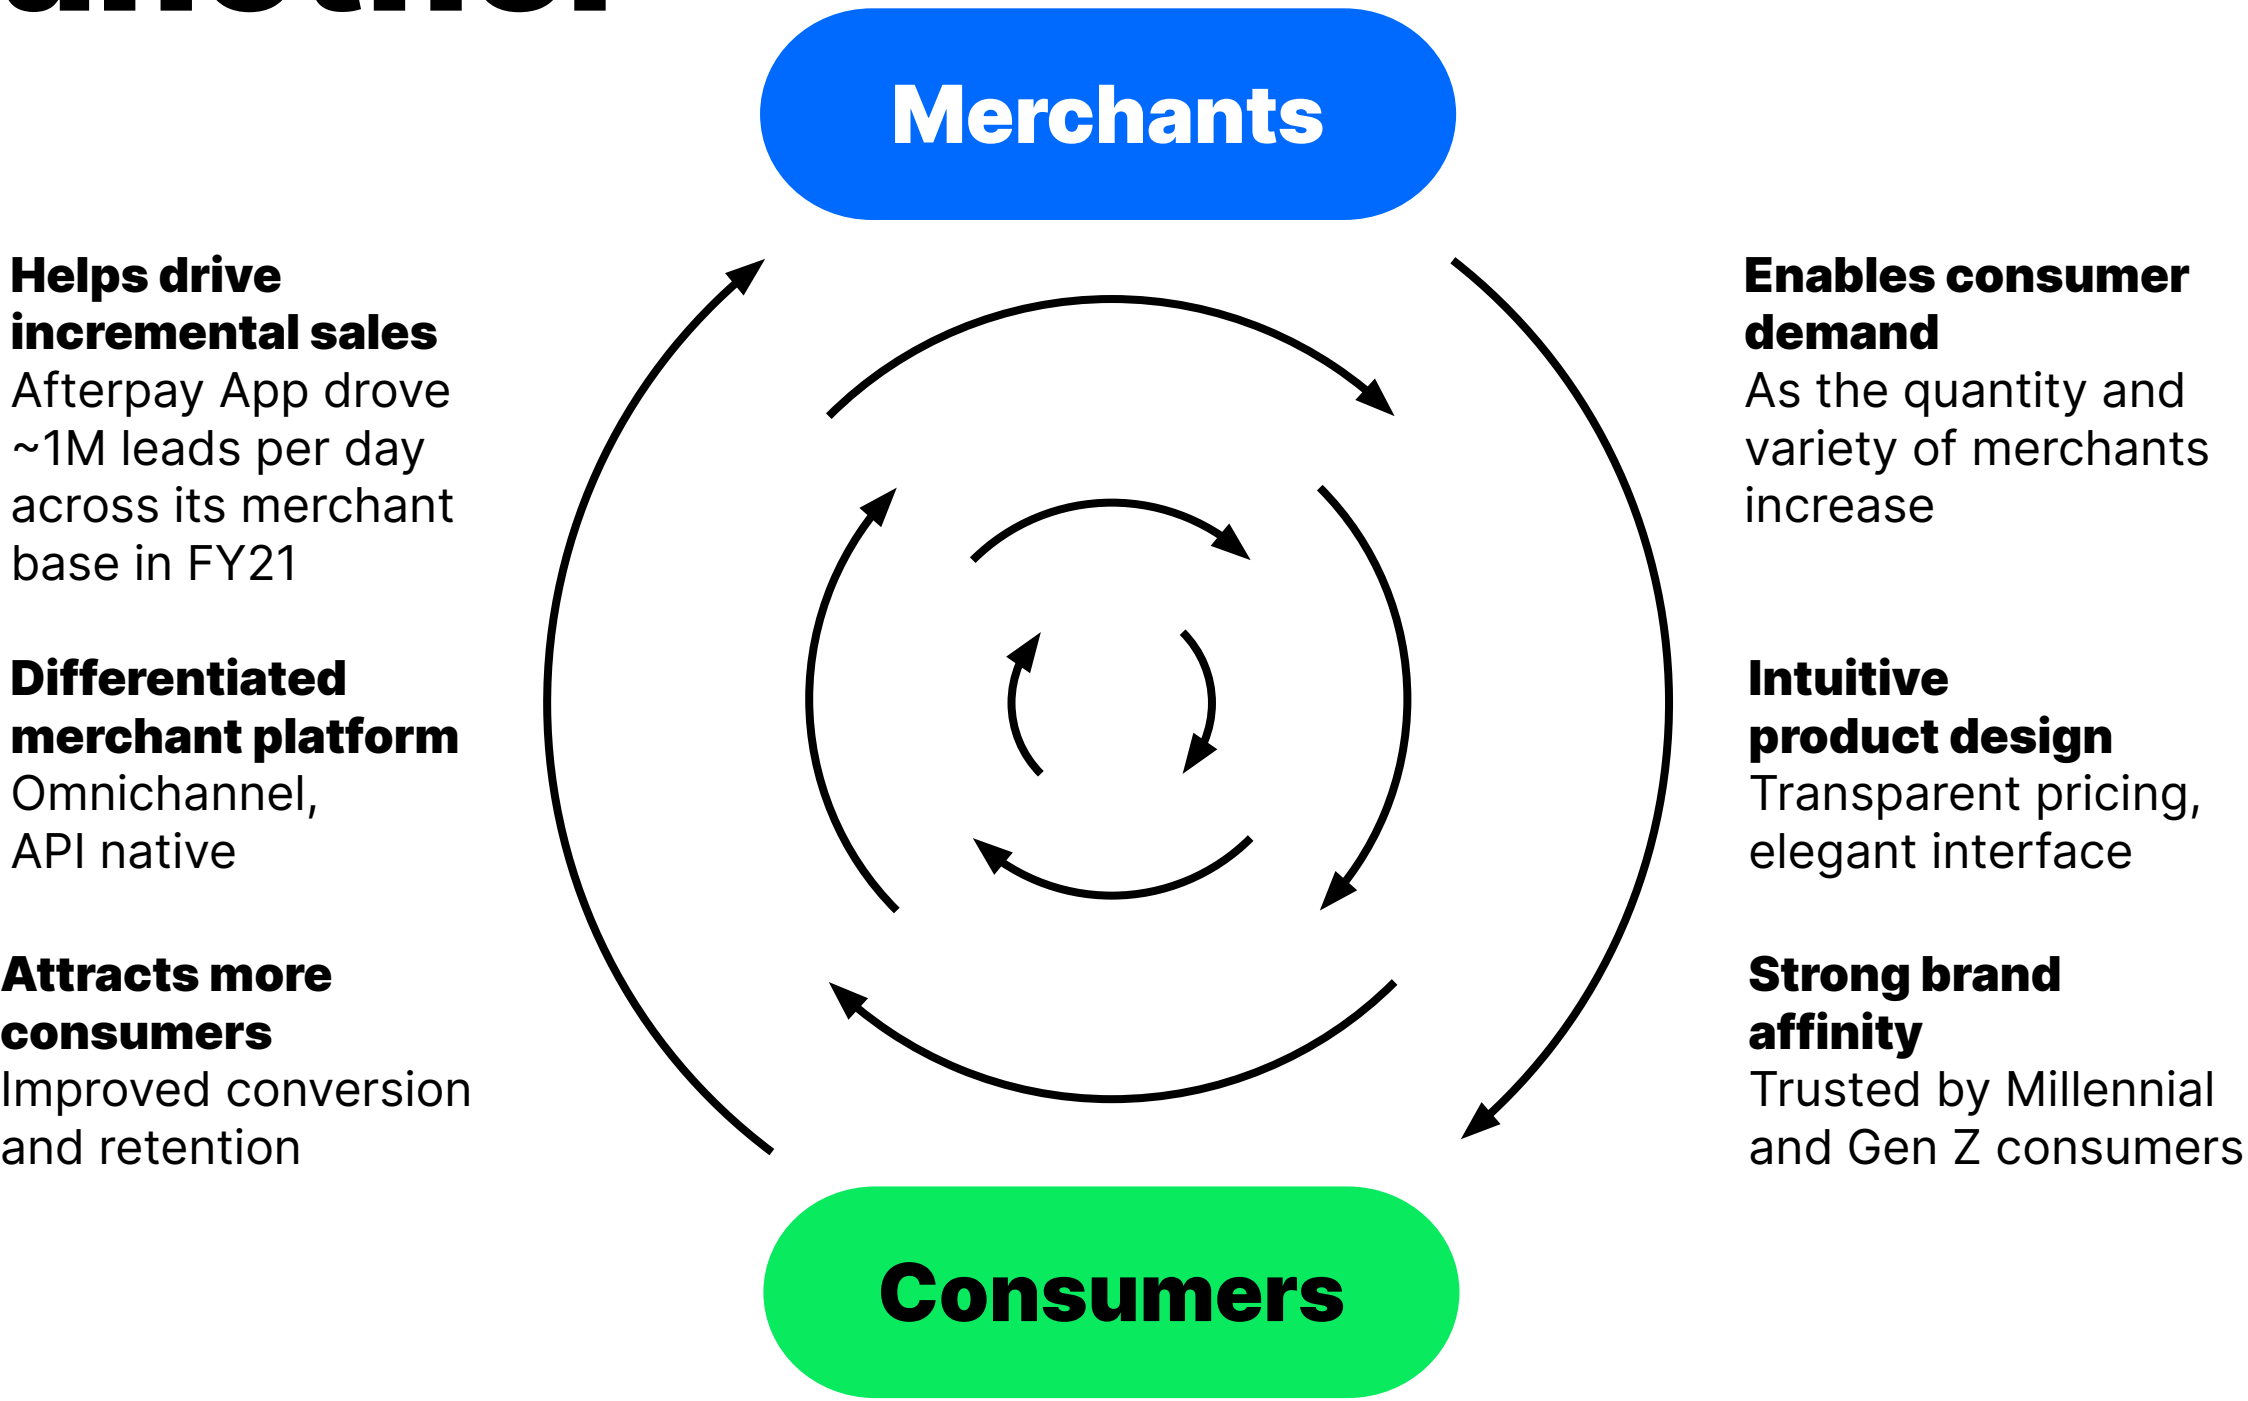 Merchants
Helps drive
incremental sales
Afterpay App drove
~1M leads per day
across its merchant
base in FY21
Differentiated
merchant platform
Omnichannel,
API native
Attracts more
consumers
Improved conversion
and retention
Enables consumer
demand
As the quantity and
variety of merchants
increase
Intuitive
product design
Transparent pricing,
elegant interface
Strong brand
affinity
Trusted by Millennial
and Gen Z consumers
Consumers